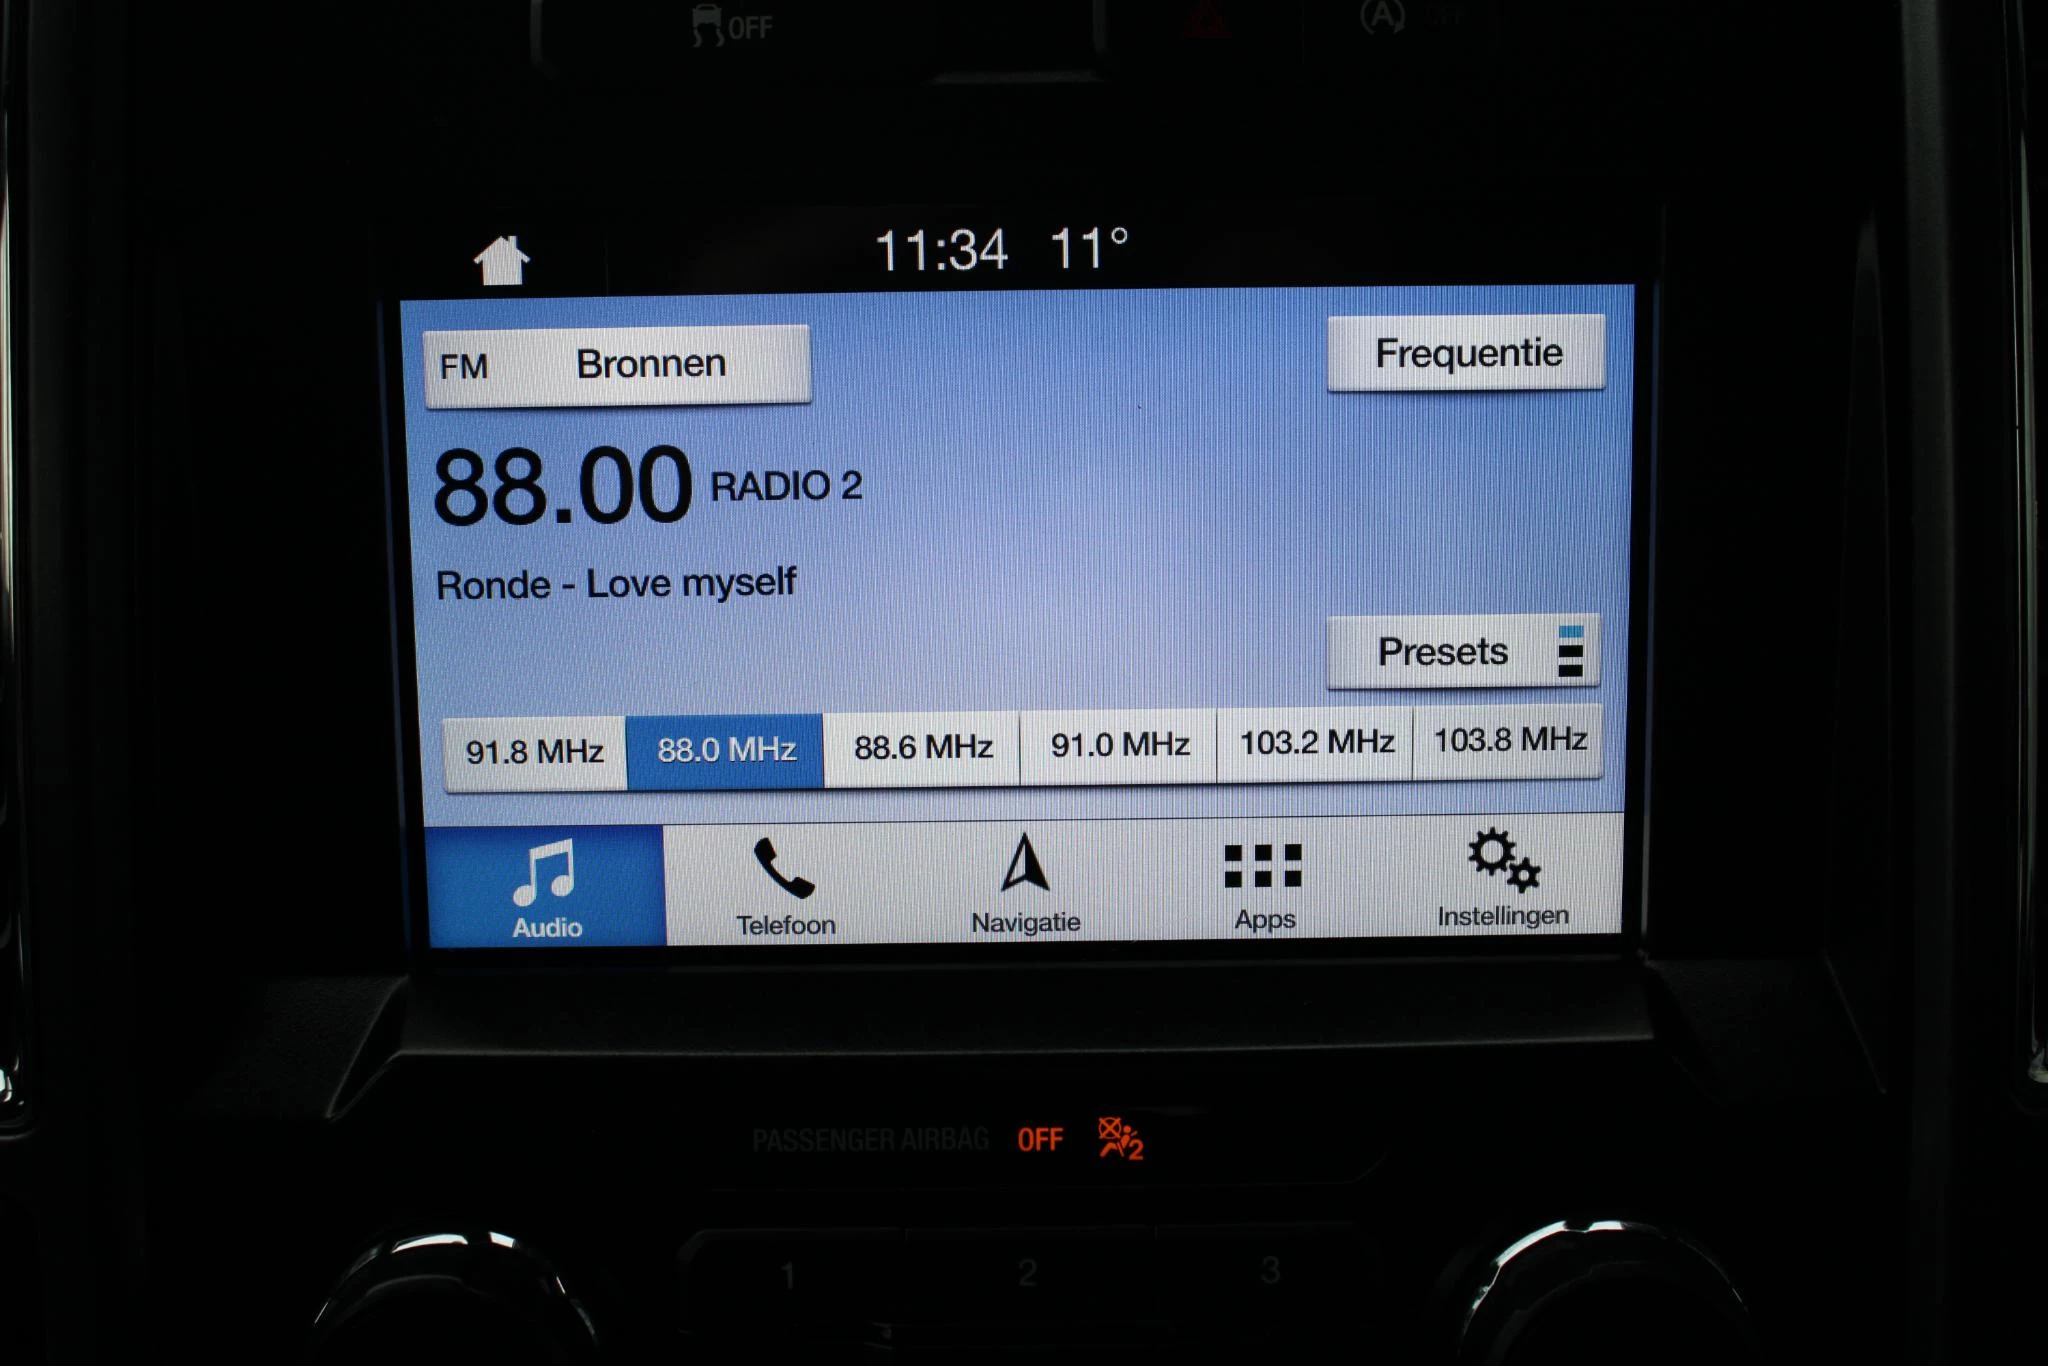 OFF
A OFF
11:34 11°
FM Bronnen
Frequentie
88.00 RADIO 2
Ronde - Love myself
Presets
91.8 MHz 88.0 MHz 88.6 MHz 91.0 MHz 103.2 MHz 103.8 MHz
Audio Telefoon Navigatie Apps Instellingen
PASSENGER AIRBAG OFF 2
1 2 3